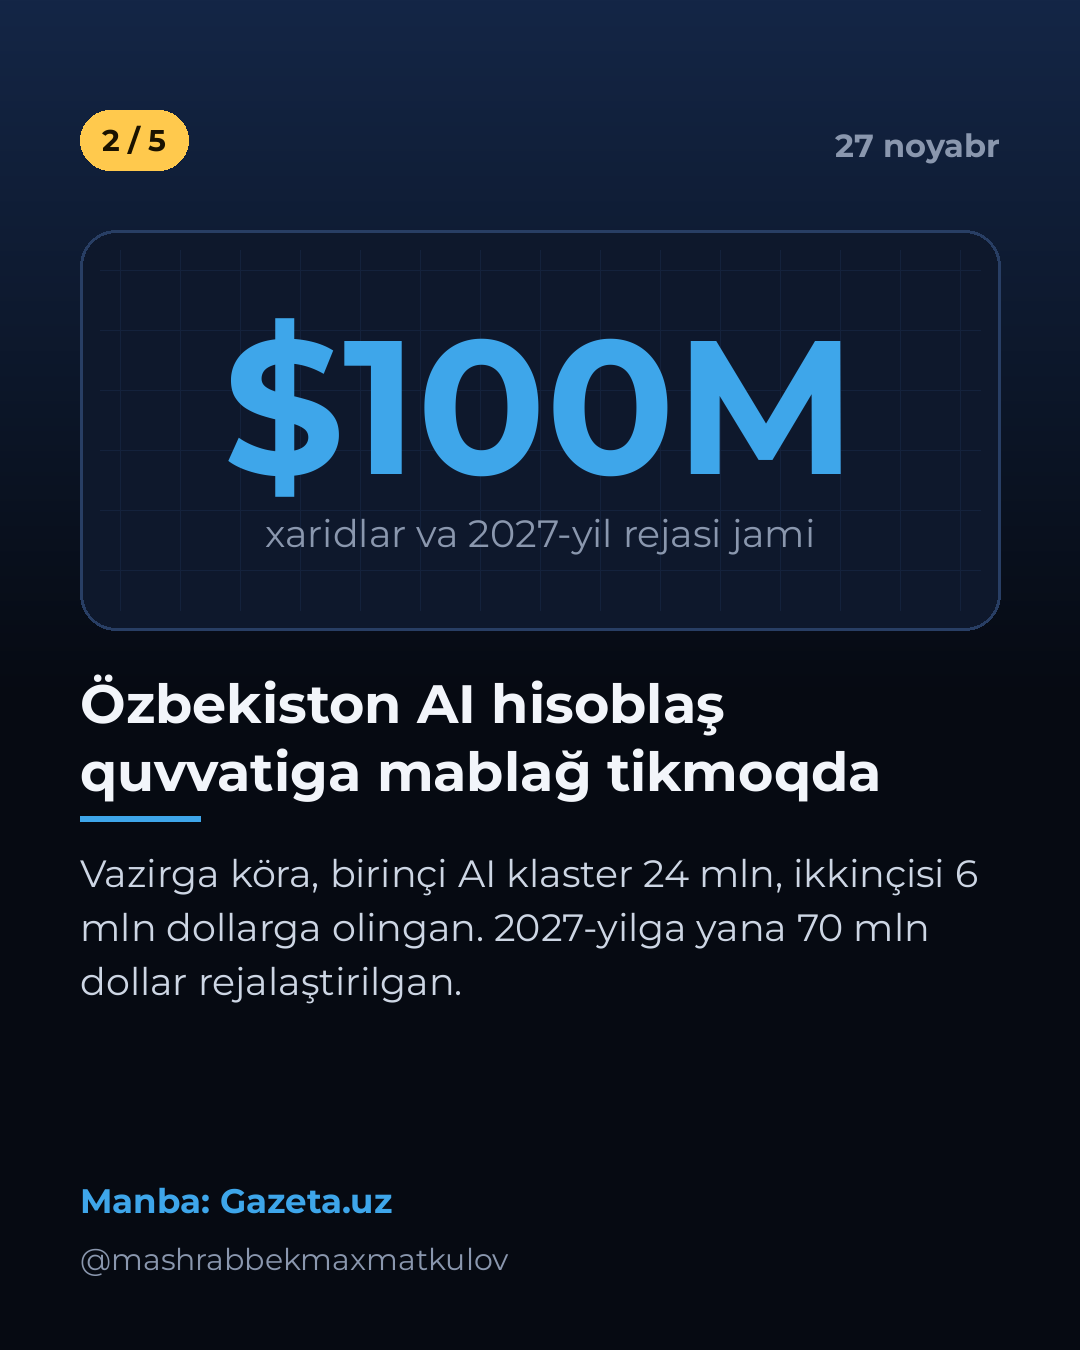 2 / 5
27 noyabr
$100M
xaridlar va 2027-yil rejasi jami
Özbekiston AI hisoblaş
quvvatiga mablağ tikmoqda
Vazirga köra, birinçi AI klaster 24 mln, ikkinçisi 6
mln dollarga olingan. 2027-yilga yana 70 mln
dollar rejalaştirilgan.
Manba: Gazeta.uz
@mashrabbekmaxmatkulov